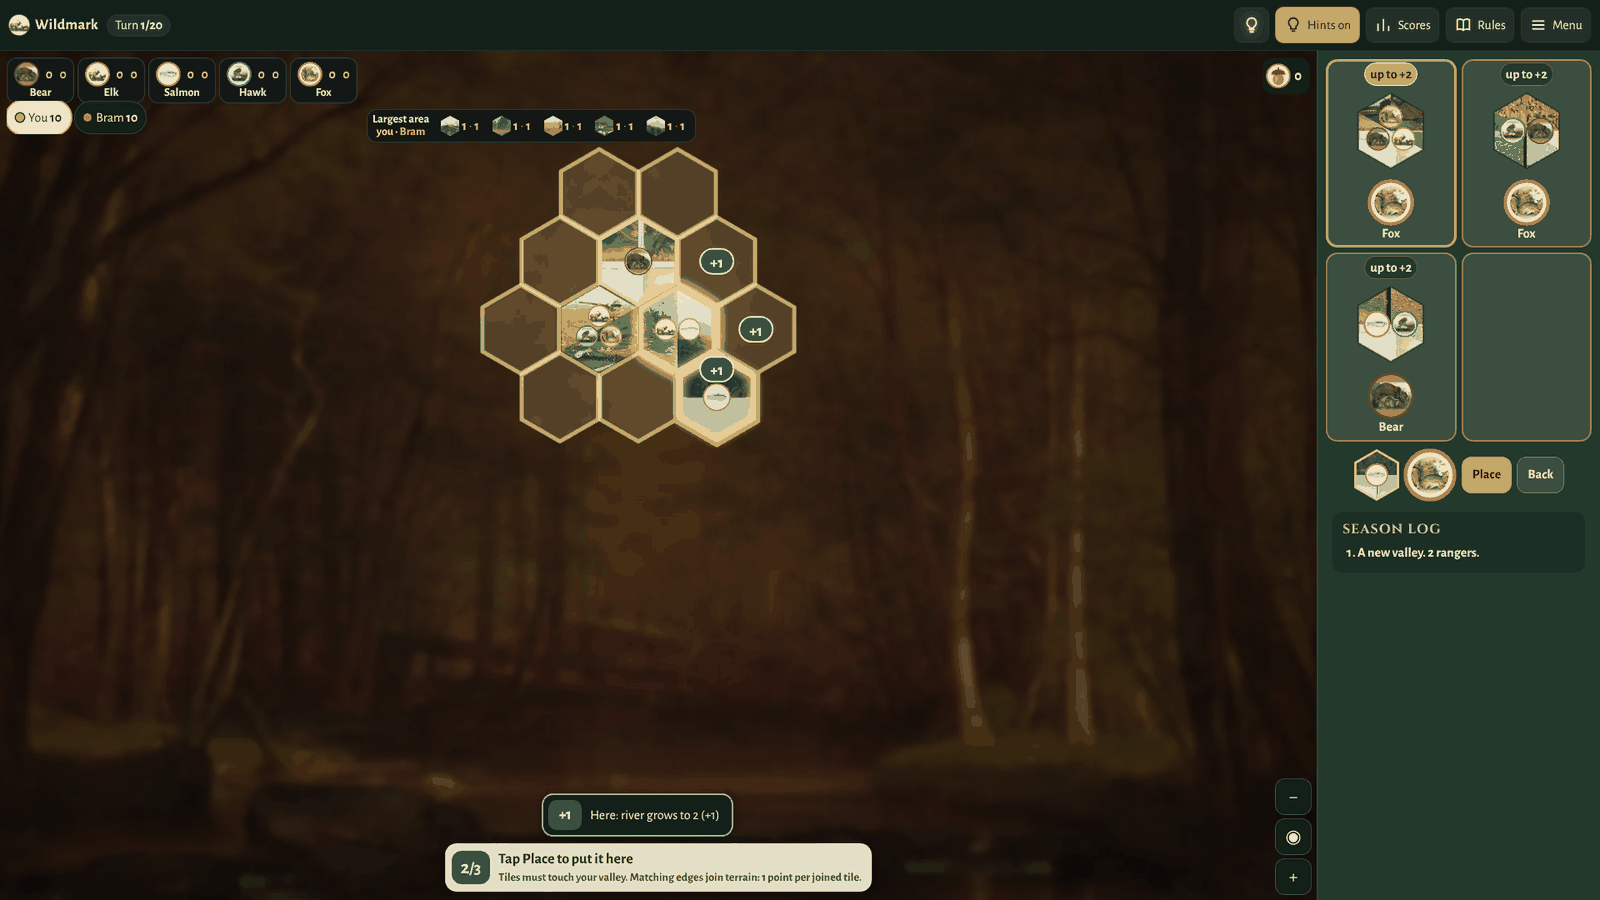 Wildmark
Turn 1/20
Hints on
Scores
Rules
Menu
0 0
Bear
0 0
Elk
0 0
Salmon
0 0
Hawk
0 0
Fox
You 10
Bram 10
Largest area
you · Bram
1 · 1
1 · 1
1 · 1
1 · 1
1 · 1
0
+1
+1
+1
up to +2
Fox
up to +2
Fox
up to +2
Bear
Place
Back
SEASON LOG
1. A new valley. 2 rangers.
+1
Here: river grows to 2 (+1)
2/3
Tap Place to put it here
Tiles must touch your valley. Matching edges join terrain: 1 point per joined tile.
−
+